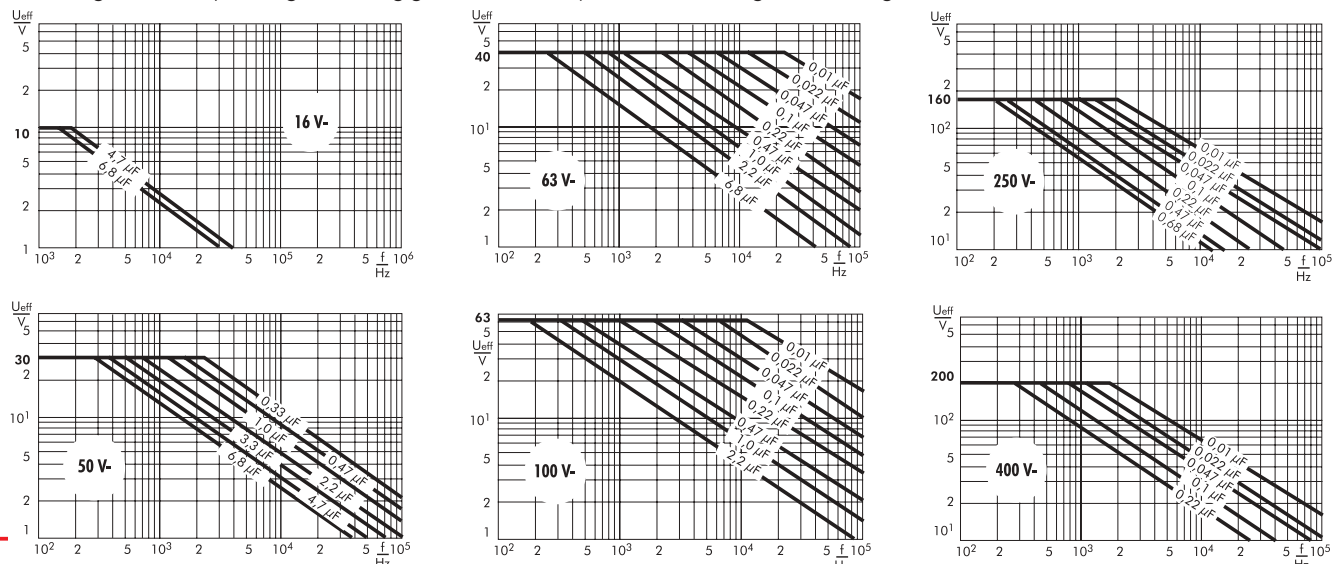 Ueff
V
5
2
10
5
2
1
16 V-
4,7 µF
6,8 µF
10³ 2 5 10⁴ 2 5 10⁵ 2 5 f 10⁶
Hz
Ueff
V
5
40
2
10¹
5
2
1
63 V-
0,01 µF
0,022 µF
0,047 µF
0,1 µF
0,22 µF
0,47 µF
1,0 µF
2,2 µF
6,8 µF
10² 2 5 10³ 2 5 10⁴ 2 5 f 10⁵
Hz
Ueff
V
5
2
160
10²
5
2
10¹
250 V-
0,01 µF
0,022 µF
0,047 µF
0,1 µF
0,22 µF
0,47 µF
0,68 µF
10² 2 5 10³ 2 5 10⁴ 2 5 f 10⁵
Hz
Ueff
V
5
30
10¹
5
2
1
50 V-
0,33 µF
1,0 µF
0,47 µF
3,3 µF
2,2 µF
6,8 µF
4,7 µF
10² 2 5 10³ 2 5 10⁴ 2 5 f 10⁵
Hz
63
5
Ueff
V
2
10¹
5
2
1
100 V-
0,01 µF
0,022 µF
0,047 µF
0,1 µF
0,22 µF
0,47 µF
1,0 µF
2,2 µF
10² 2 5 10³ 2 5 10⁴ 2 5 f 10⁵
Ueff
V
5
200
10²
5
2
10¹
400 V-
0,01 µF
0,022 µF
0,047 µF
0,1 µF
0,22 µF
10² 2 5 10³ 2 5 10⁴ 2 5 f 10⁵
Hz